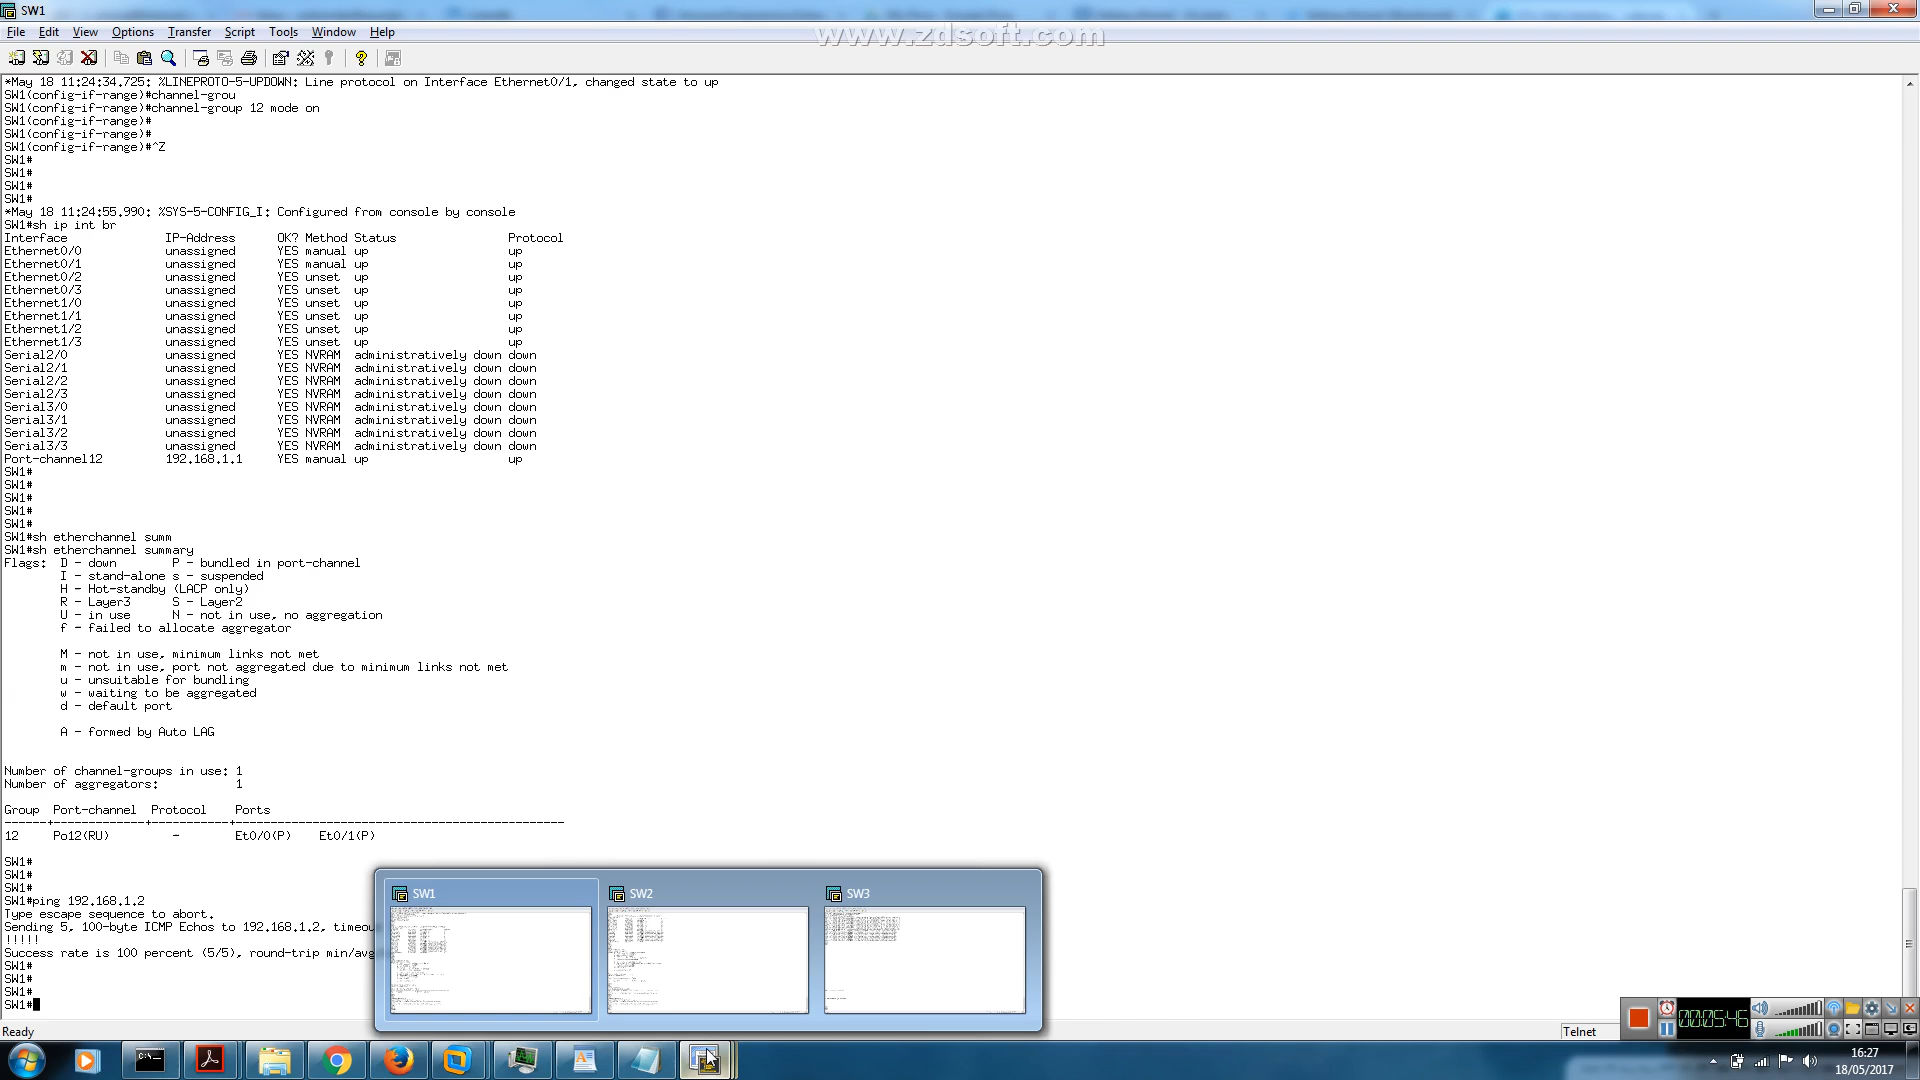 SW1
www.zdsoft.com
File Edit View Options Transfer Script Tools Window Help
*May 18 11:24:34.725: %LINEPROTO-5-UPDOWN: Line protocol on Interface Ethernet0/1, changed state to up
SW1(config-if-range)#channel-grou
SW1(config-if-range)#channel-group 12 mode on
SW1(config-if-range)#
SW1(config-if-range)#
SW1(config-if-range)#^Z
SW1#
SW1#
SW1#
SW1#
*May 18 11:24:55.990: %SYS-5-CONFIG_I: Configured from console by console
SW1#sh ip int br
Interface IP-Address OK? Method Status Protocol
Ethernet0/0 unassigned YES manual up up
Ethernet0/1 unassigned YES manual up up
Ethernet0/2 unassigned YES unset up up
Ethernet0/3 unassigned YES unset up up
Ethernet1/0 unassigned YES unset up up
Ethernet1/1 unassigned YES unset up up
Ethernet1/2 unassigned YES unset up up
Ethernet1/3 unassigned YES unset up up
Serial2/0 unassigned YES NVRAM administratively down down
Serial2/1 unassigned YES NVRAM administratively down down
Serial2/2 unassigned YES NVRAM administratively down down
Serial2/3 unassigned YES NVRAM administratively down down
Serial3/0 unassigned YES NVRAM administratively down down
Serial3/1 unassigned YES NVRAM administratively down down
Serial3/2 unassigned YES NVRAM administratively down down
Serial3/3 unassigned YES NVRAM administratively down down
Port-channel12 192.168.1.1 YES manual up up
SW1#
SW1#
SW1#
SW1#
SW1#
SW1#sh etherchannel summ
SW1#sh etherchannel summary
Flags: D - down P - bundled in port-channel
I - stand-alone s - suspended
H - Hot-standby (LACP only)
R - Layer3 S - Layer2
U - in use N - not in use, no aggregation
f - failed to allocate aggregator
M - not in use, minimum links not met
m - not in use, port not aggregated due to minimum links not met
u - unsuitable for bundling
w - waiting to be aggregated
d - default port
A - formed by Auto LAG
Number of channel-groups in use: 1
Number of aggregators: 1
Group Port-channel Protocol Ports
------+-------------+-----------+-----------------------------------------------
12 Po12(RU) - Et0/0(P) Et0/1(P)
SW1#
SW1#
SW1#
SW1#ping 192.168.1.2
Type escape sequence to abort.
Sending 5, 100-byte ICMP Echos to 192.168.1.2, timeou
!!!!!
Success rate is 100 percent (5/5), round-trip min/avg
SW1#
SW1#
SW1#
SW1#
SW1 SW2 SW3
00:05:46
Ready Telnet
16:27
18/05/2017